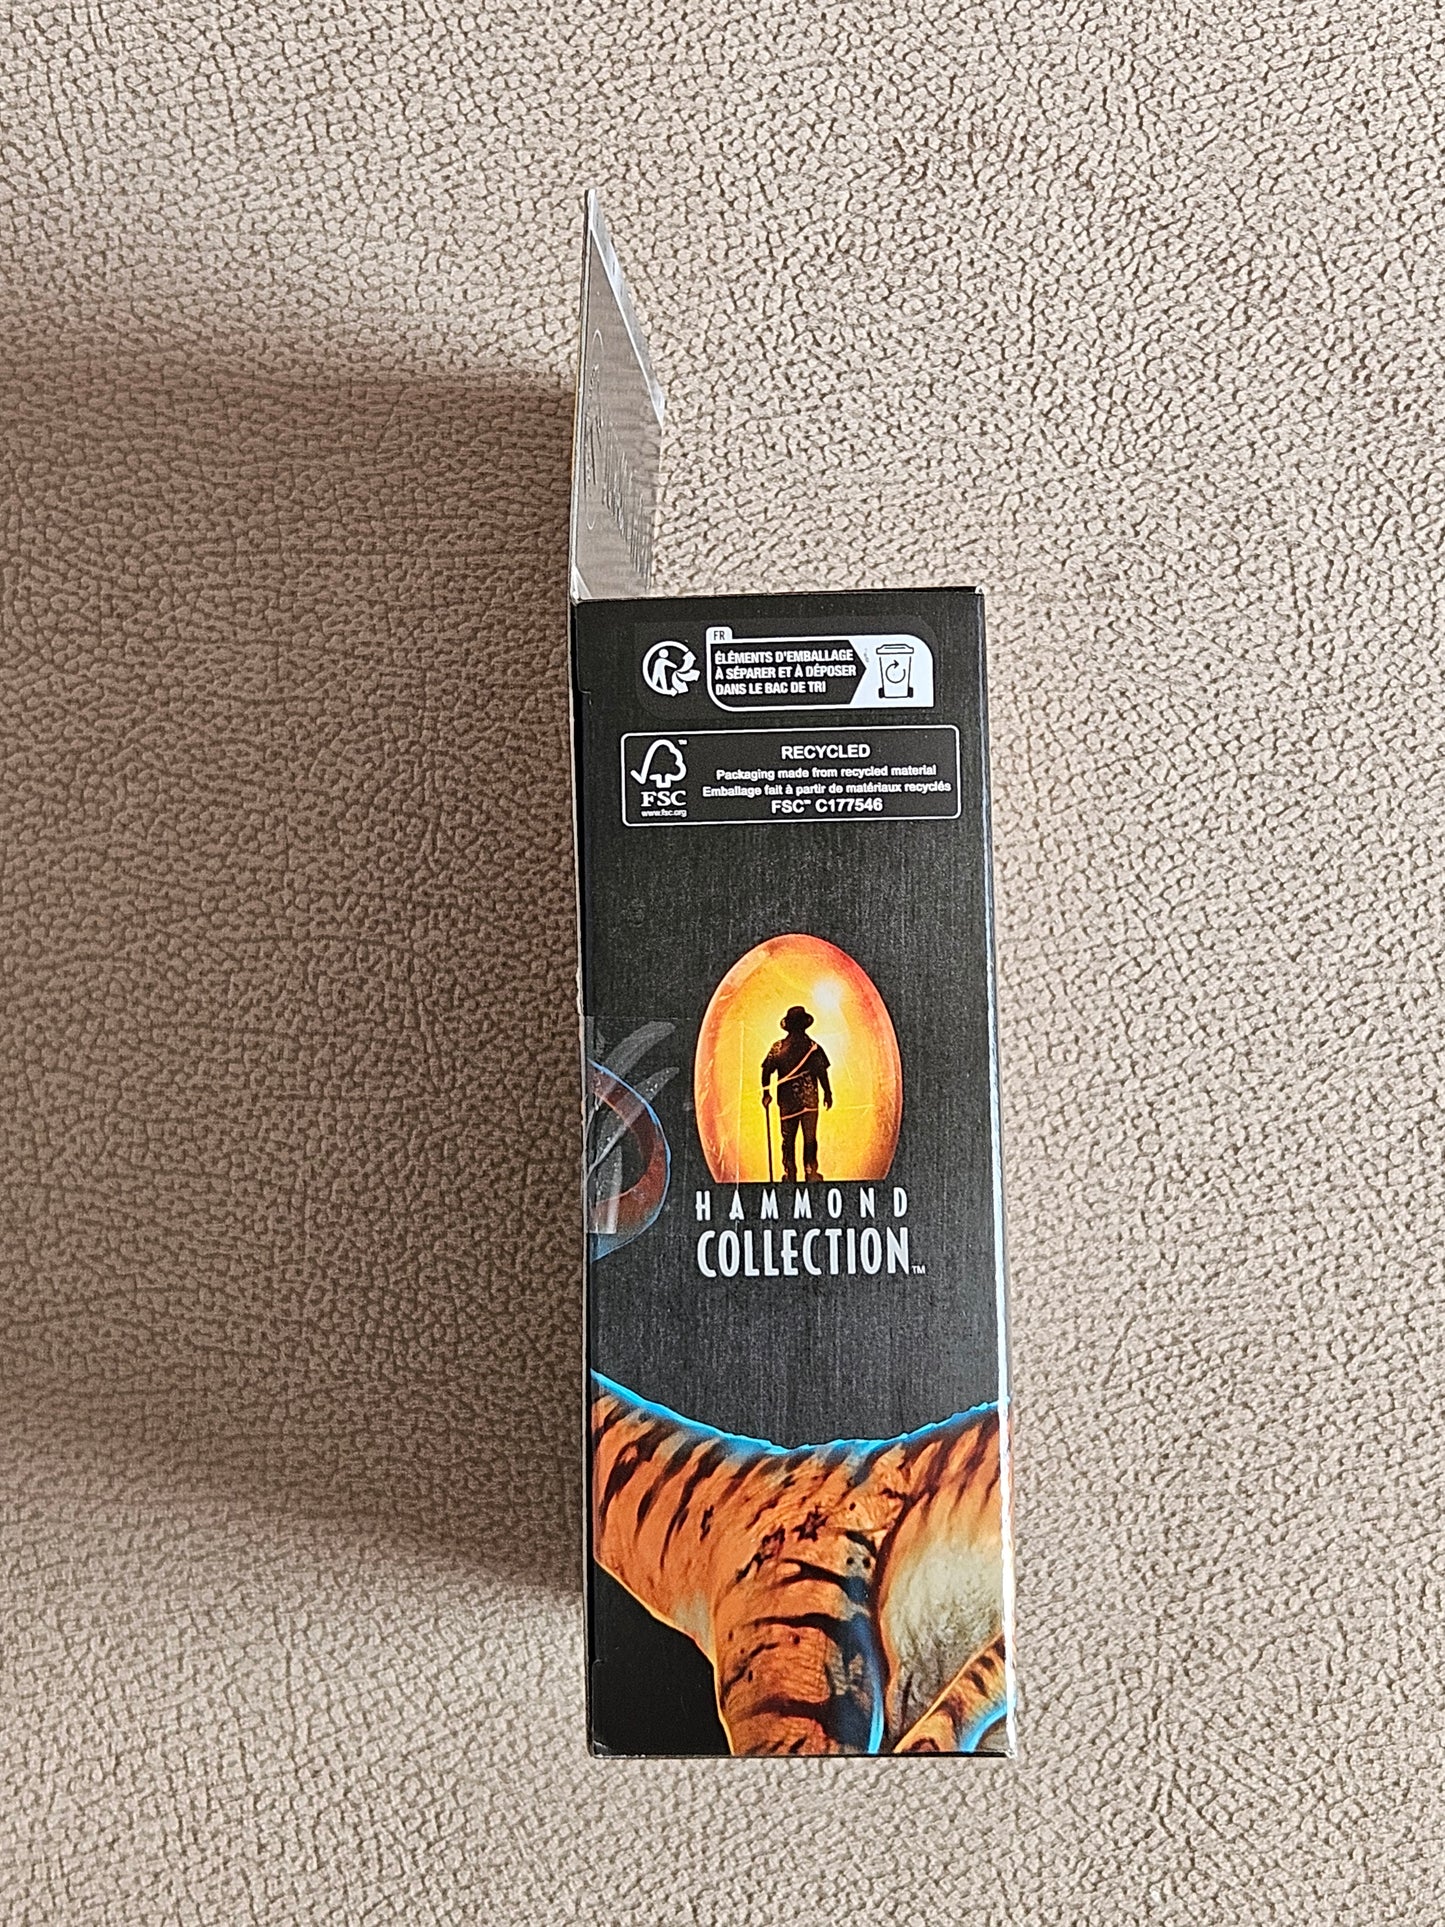 FR
ÉLÉMENTS D'EMBALLAGE
À SÉPARER ET À DÉPOSER
DANS LE BAC DE TRI
RECYCLED
Packaging made from recycled material
Emballage fait à partir de matériaux recyclés
FSC™ C177546
™
FSC
www.fsc.org
HAMMOND
COLLECTION™